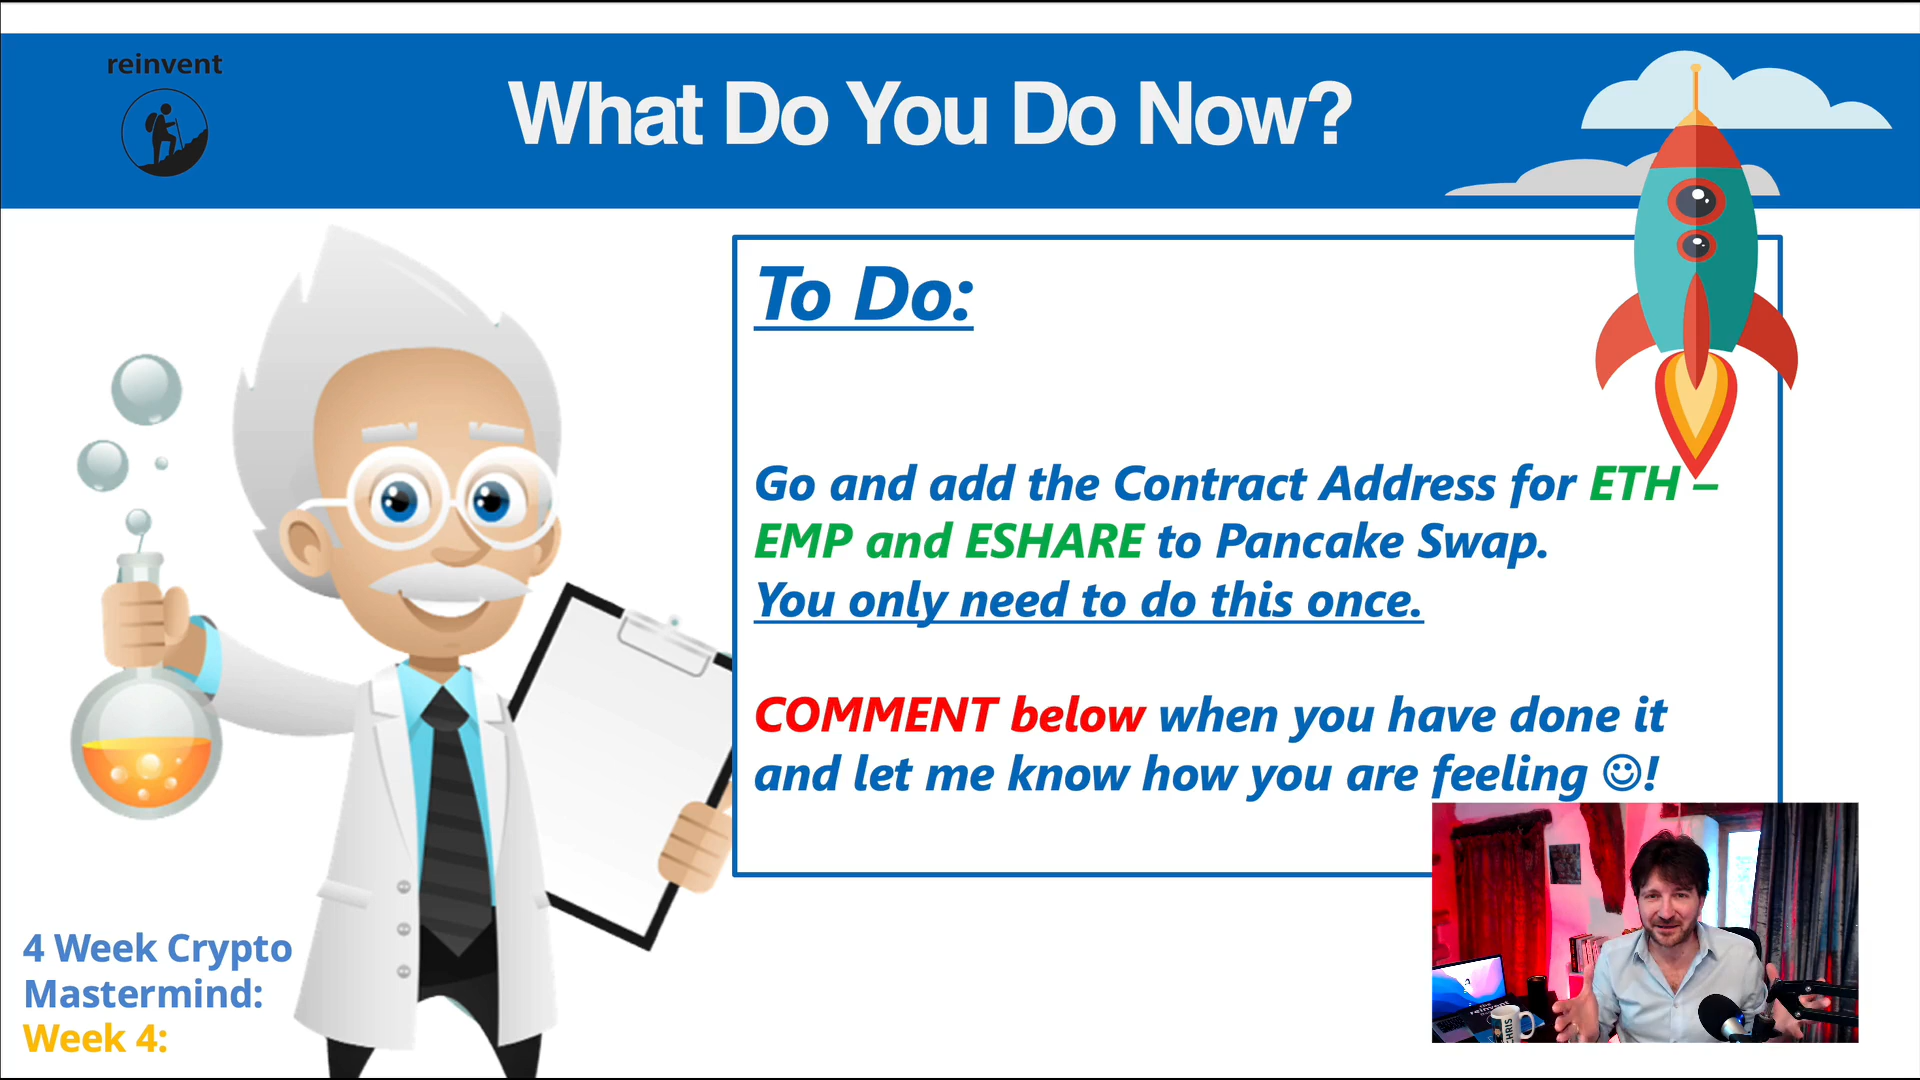 reinvent
What Do You Do Now?
To Do:
Go and add the Contract Address for ETH –
EMP and ESHARE to Pancake Swap.
You only need to do this once.
COMMENT below when you have done it
and let me know how you are feeling ☺!
4 Week Crypto
Mastermind:
Week 4:
reinvent
CHRIS